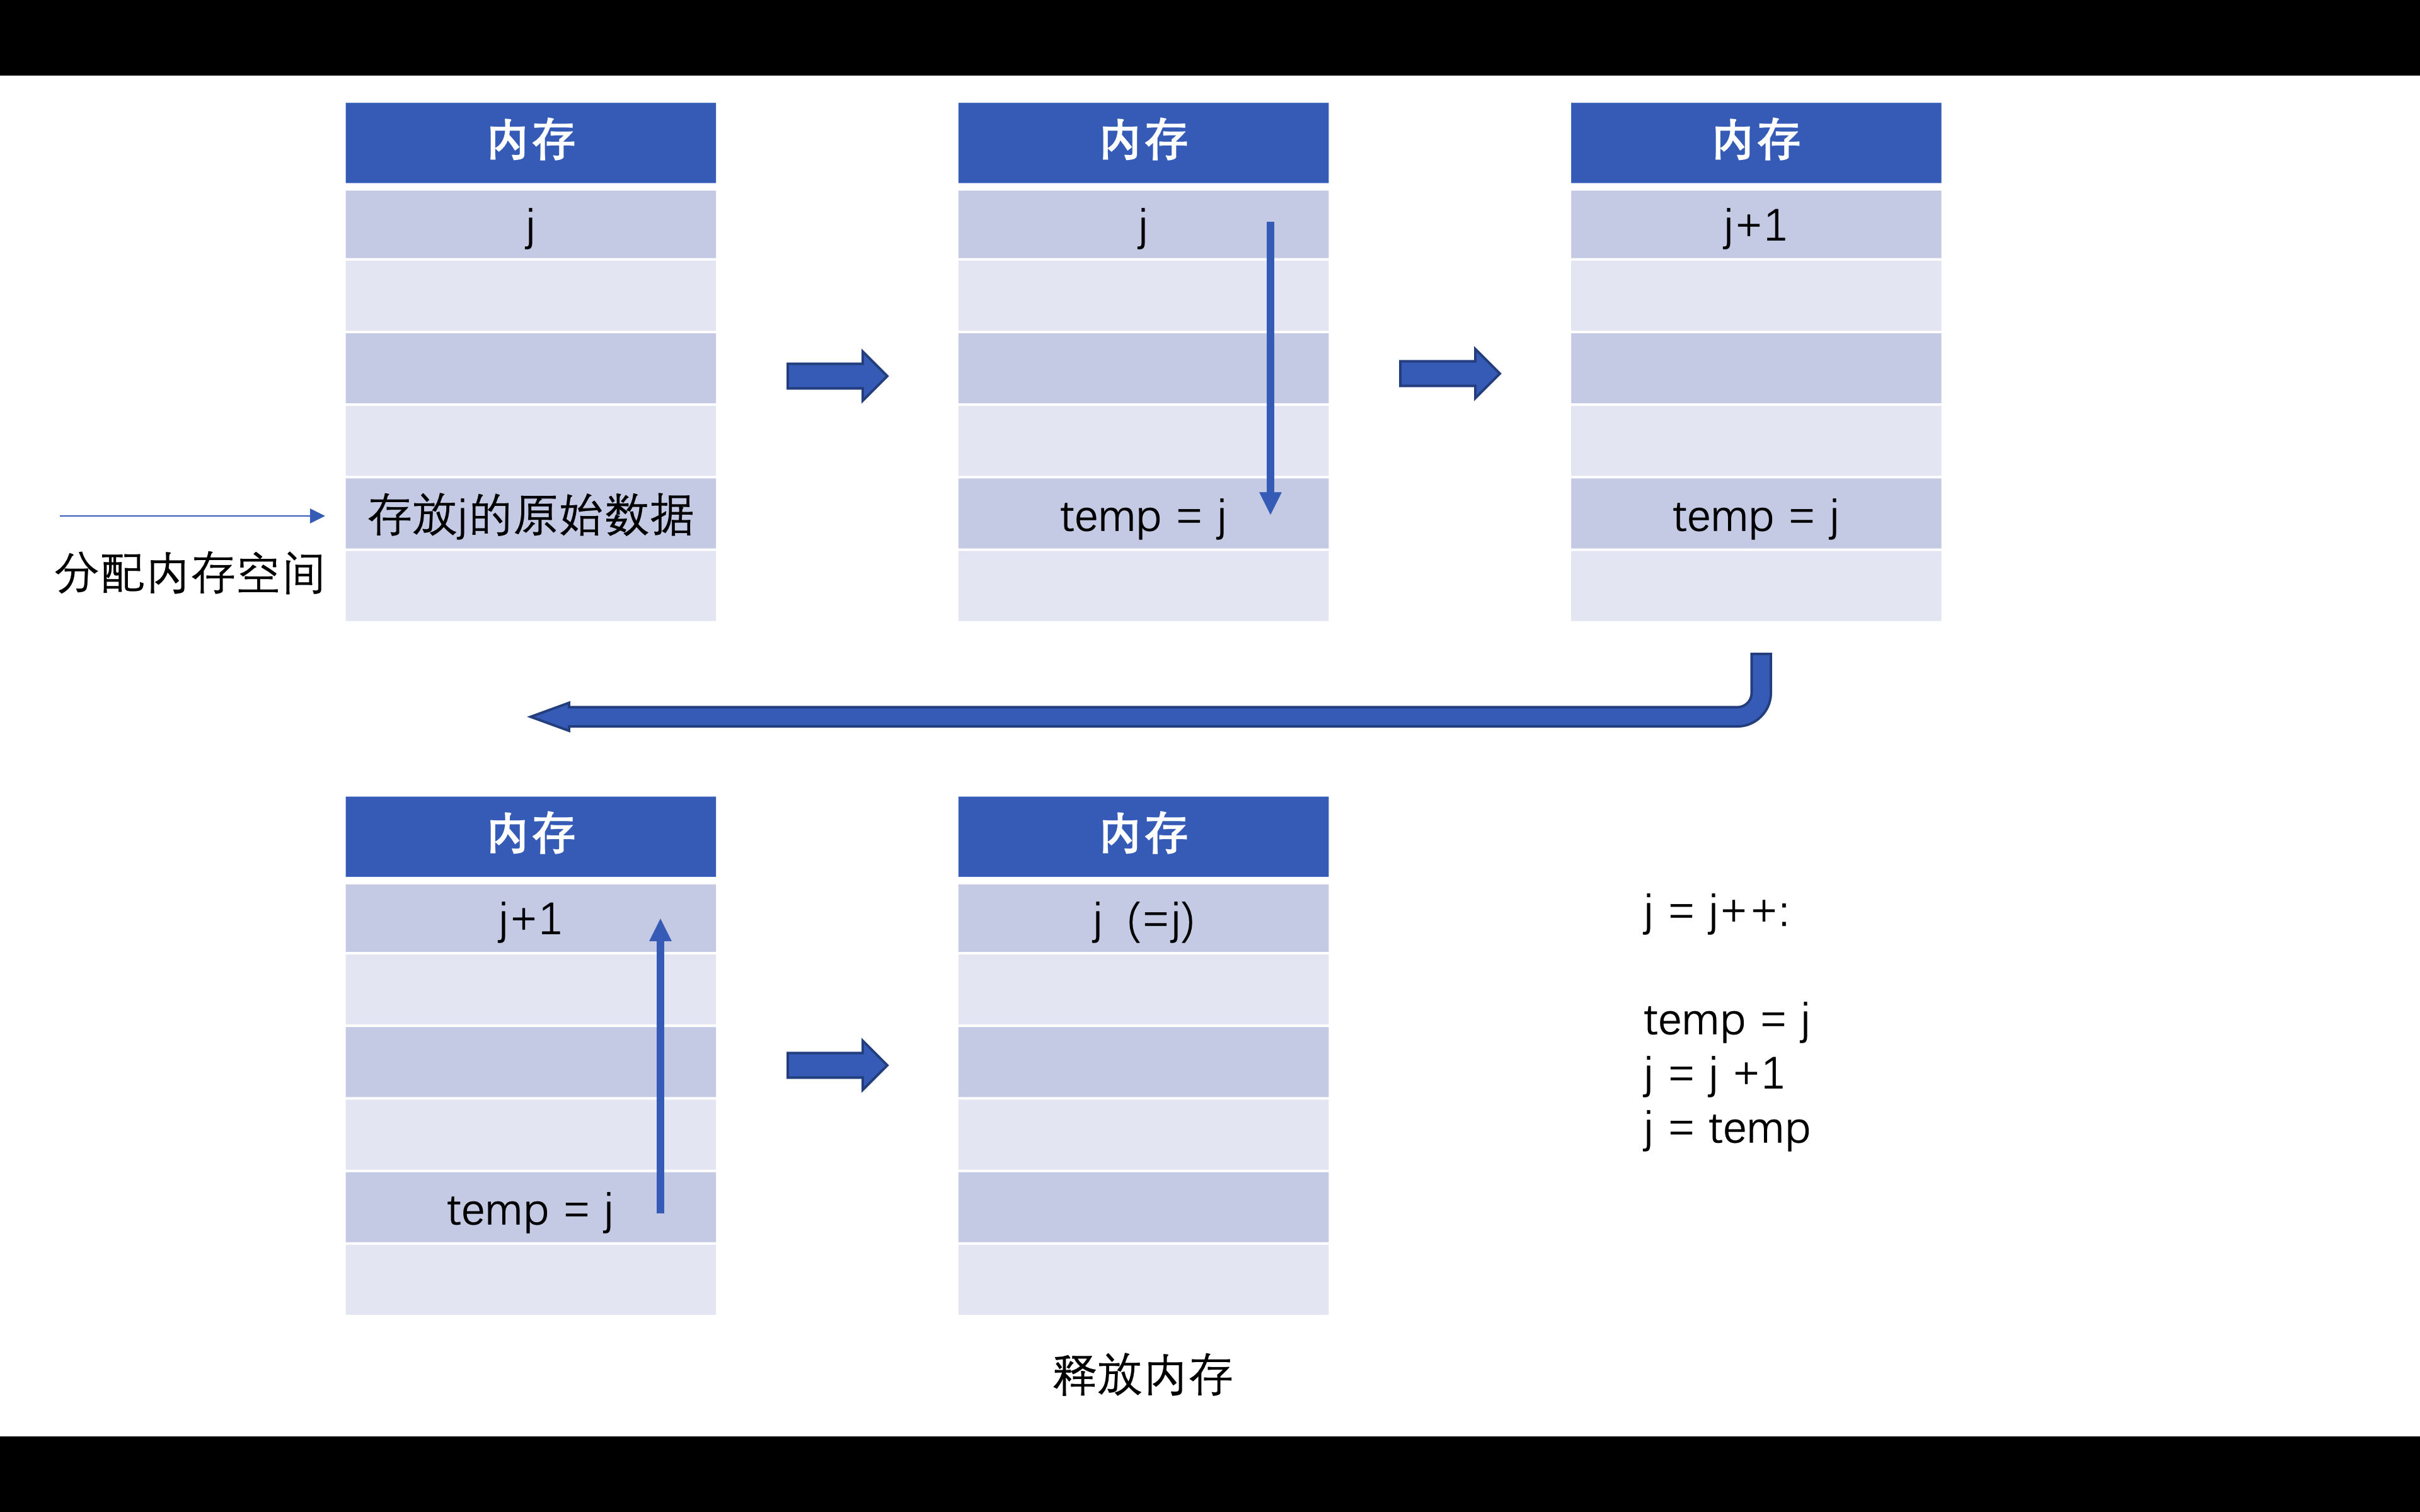 内存
j
存放j的原始数据
分配内存空间
内存
j
temp = j
内存
j+1
temp = j
内存
j+1
temp = j
内存
j (=j)
释放内存
j = j++:
temp = j
j = j +1
j = temp